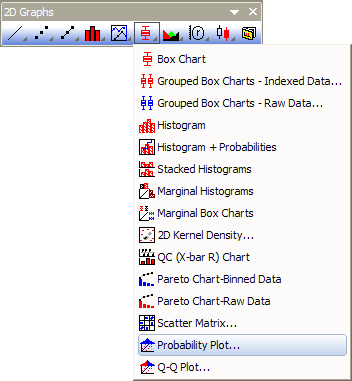 2D Graphs
Box Chart
Grouped Box Charts - Indexed Data...
Grouped Box Charts - Raw Data...
Histogram
Histogram + Probabilities
Stacked Histograms
Marginal Histograms
Marginal Box Charts
2D Kernel Density...
QC (X-bar R) Chart
Pareto Chart-Binned Data
Pareto Chart-Raw Data
Scatter Matrix...
Probability Plot...
Q-Q Plot...